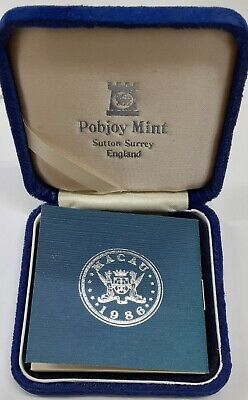 Pobjoy Mint
Sutton Surrey
England
MACAU
1986